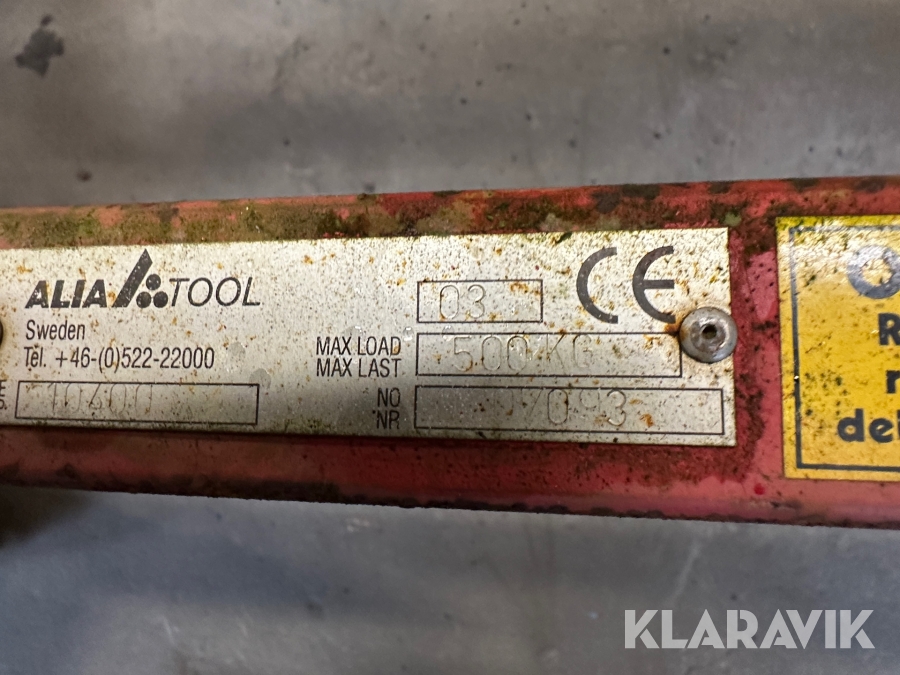 ALIA TOOL
Sweden
Tel. +46-(0)522-22000
03
CE
MAX LOAD
MAX LAST
500 KG
10400
NO
NR
KLARAVIK